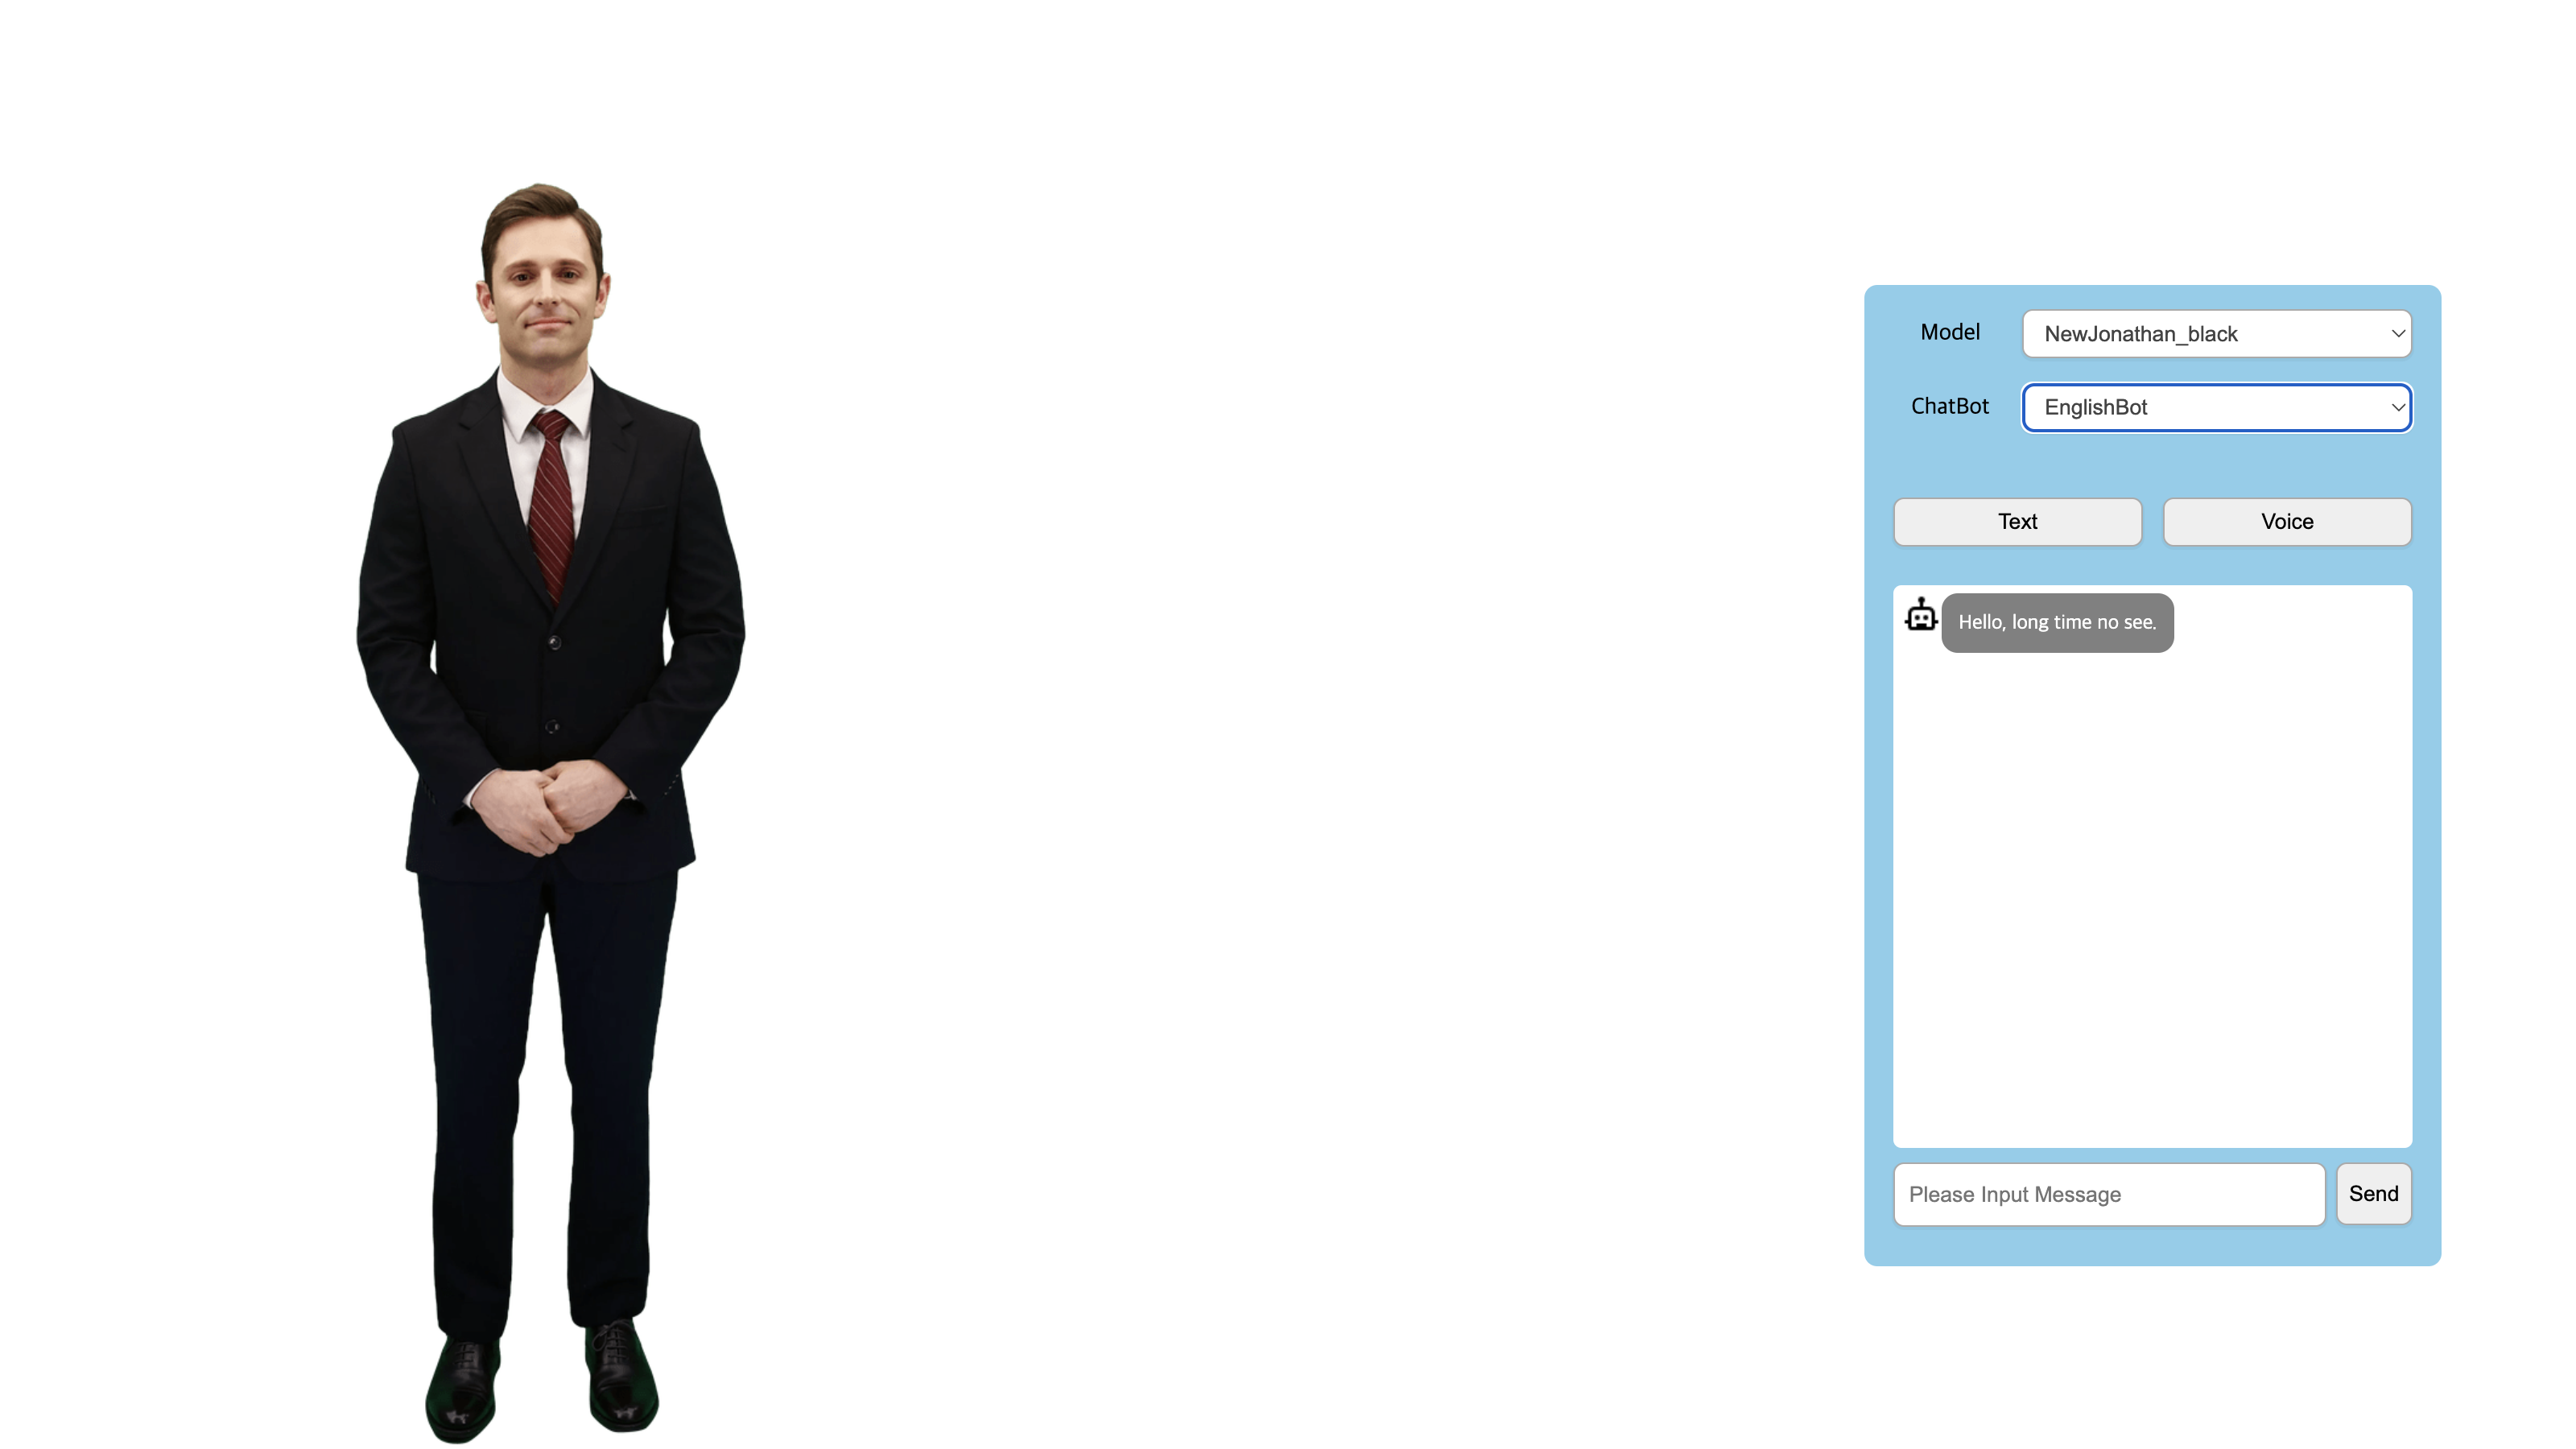 Model
NewJonathan_black
ChatBot
EnglishBot
Text
Voice
Hello, long time no see.
Please Input Message
Send